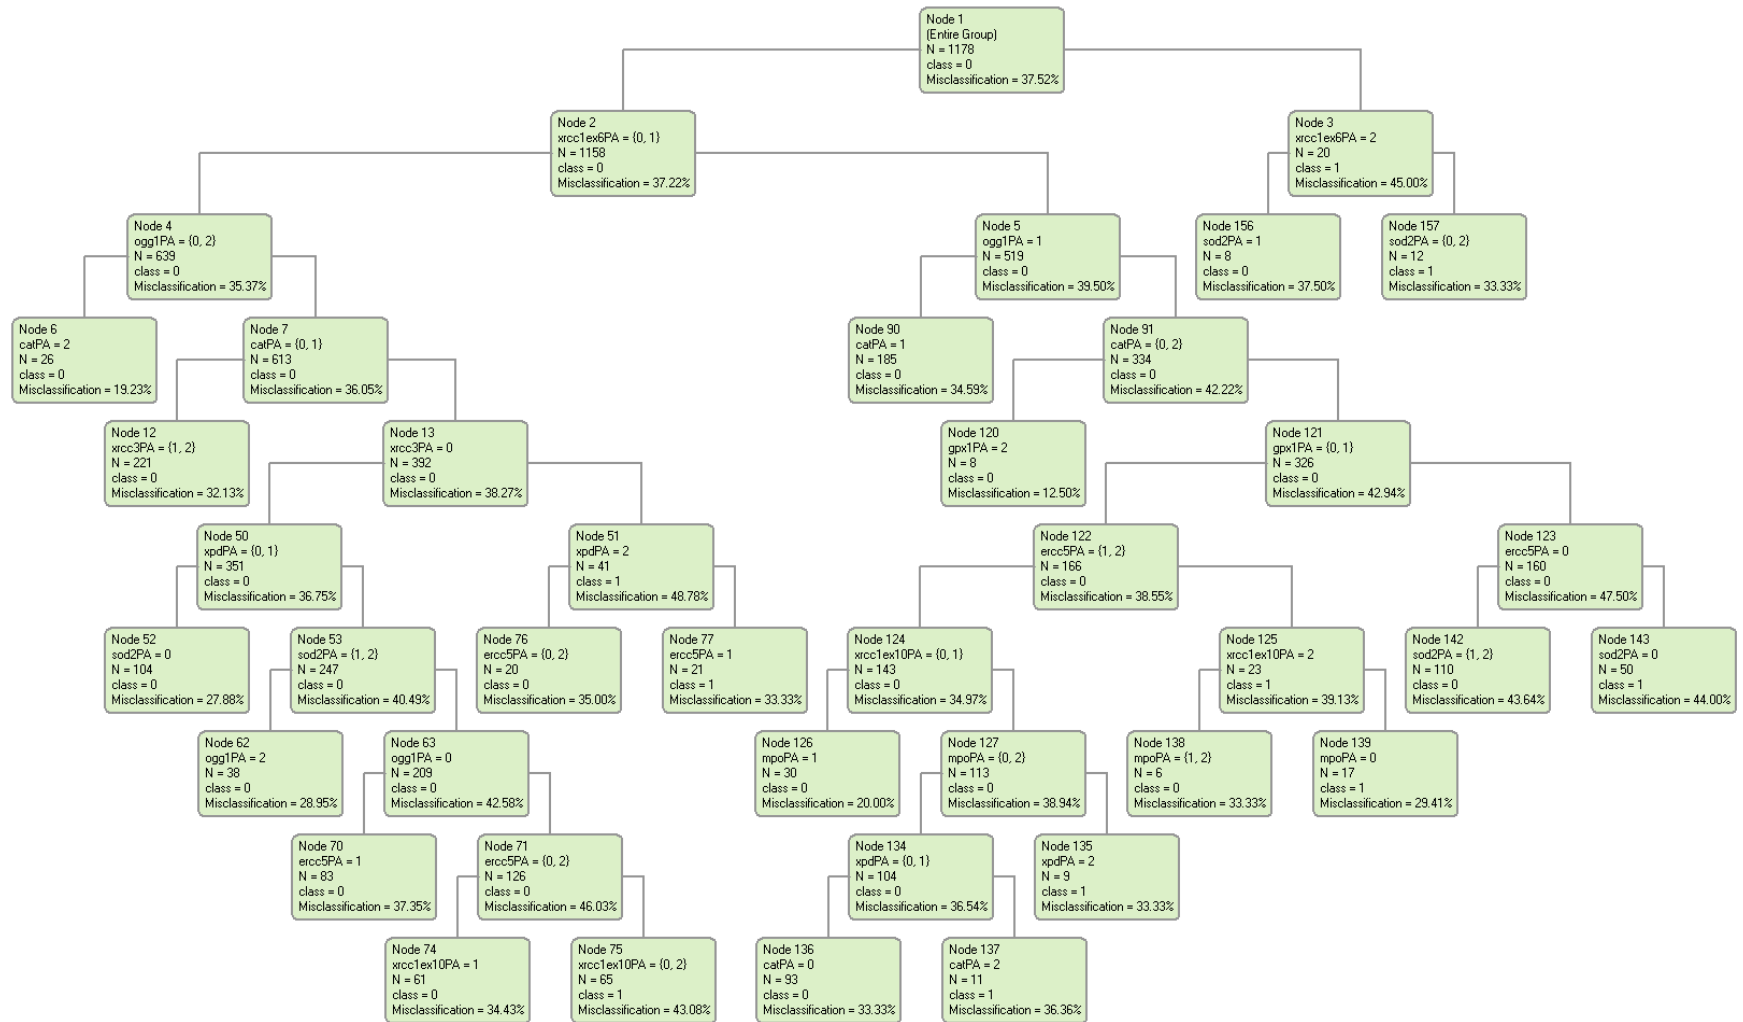 Node 1
(Entire Group)
N = 1178
class = 0
Misclassification = 37.52%
Node 2
xrcc1ex6PA = {0, 1}
N = 1158
class = 0
Misclassification = 37.22%
Node 3
xrcc1ex6PA = 2
N = 20
class = 1
Misclassification = 45.00%
Node 4
ogg1PA = {0, 2}
N = 639
class = 0
Misclassification = 35.37%
Node 5
ogg1PA = 1
N = 519
class = 0
Misclassification = 39.50%
Node 156
sod2PA = 1
N = 8
class = 0
Misclassification = 37.50%
Node 157
sod2PA = {0, 2}
N = 12
class = 1
Misclassification = 33.33%
Node 6
catPA = 2
N = 26
class = 0
Misclassification = 19.23%
Node 7
catPA = {0, 1}
N = 613
class = 0
Misclassification = 36.05%
Node 90
catPA = 1
N = 185
class = 0
Misclassification = 34.59%
Node 91
catPA = {0, 2}
N = 334
class = 0
Misclassification = 42.22%
Node 12
xrcc3PA = {1, 2}
N = 221
class = 0
Misclassification = 32.13%
Node 13
xrcc3PA = 0
N = 392
class = 0
Misclassification = 38.27%
Node 120
gpx1PA = 2
N = 8
class = 0
Misclassification = 12.50%
Node 121
gpx1PA = {0, 1}
N = 326
class = 0
Misclassification = 42.94%
Node 50
xpdPA = {0, 1}
N = 351
class = 0
Misclassification = 36.75%
Node 51
xpdPA = 2
N = 41
class = 1
Misclassification = 48.78%
Node 122
ercc5PA = {1, 2}
N = 166
class = 0
Misclassification = 38.55%
Node 123
ercc5PA = 0
N = 160
class = 0
Misclassification = 47.50%
Node 52
sod2PA = 0
N = 104
class = 0
Misclassification = 27.88%
Node 53
sod2PA = {1, 2}
N = 247
class = 0
Misclassification = 40.49%
Node 76
ercc5PA = {0, 2}
N = 20
class = 0
Misclassification = 35.00%
Node 77
ercc5PA = 1
N = 21
class = 1
Misclassification = 33.33%
Node 124
xrcc1ex10PA = {0, 1}
N = 143
class = 0
Misclassification = 34.97%
Node 125
xrcc1ex10PA = 2
N = 23
class = 1
Misclassification = 39.13%
Node 142
sod2PA = {1, 2}
N = 110
class = 0
Misclassification = 43.64%
Node 143
sod2PA = 0
N = 50
class = 1
Misclassification = 44.00%
Node 62
ogg1PA = 2
N = 38
class = 0
Misclassification = 28.95%
Node 63
ogg1PA = 0
N = 209
class = 0
Misclassification = 42.58%
Node 126
mpoPA = 1
N = 30
class = 0
Misclassification = 20.00%
Node 127
mpoPA = {0, 2}
N = 113
class = 0
Misclassification = 38.94%
Node 138
mpoPA = {1, 2}
N = 6
class = 0
Misclassification = 33.33%
Node 139
mpoPA = 0
N = 17
class = 1
Misclassification = 29.41%
Node 70
ercc5PA = 1
N = 83
class = 0
Misclassification = 37.35%
Node 71
ercc5PA = {0, 2}
N = 126
class = 0
Misclassification = 46.03%
Node 134
xpdPA = {0, 1}
N = 104
class = 0
Misclassification = 36.54%
Node 135
xpdPA = 2
N = 9
class = 1
Misclassification = 33.33%
Node 74
xrcc1ex10PA = 1
N = 61
class = 0
Misclassification = 34.43%
Node 75
xrcc1ex10PA = {0, 2}
N = 65
class = 1
Misclassification = 43.08%
Node 136
catPA = 0
N = 93
class = 0
Misclassification = 33.33%
Node 137
catPA = 2
N = 11
class = 1
Misclassification = 36.36%